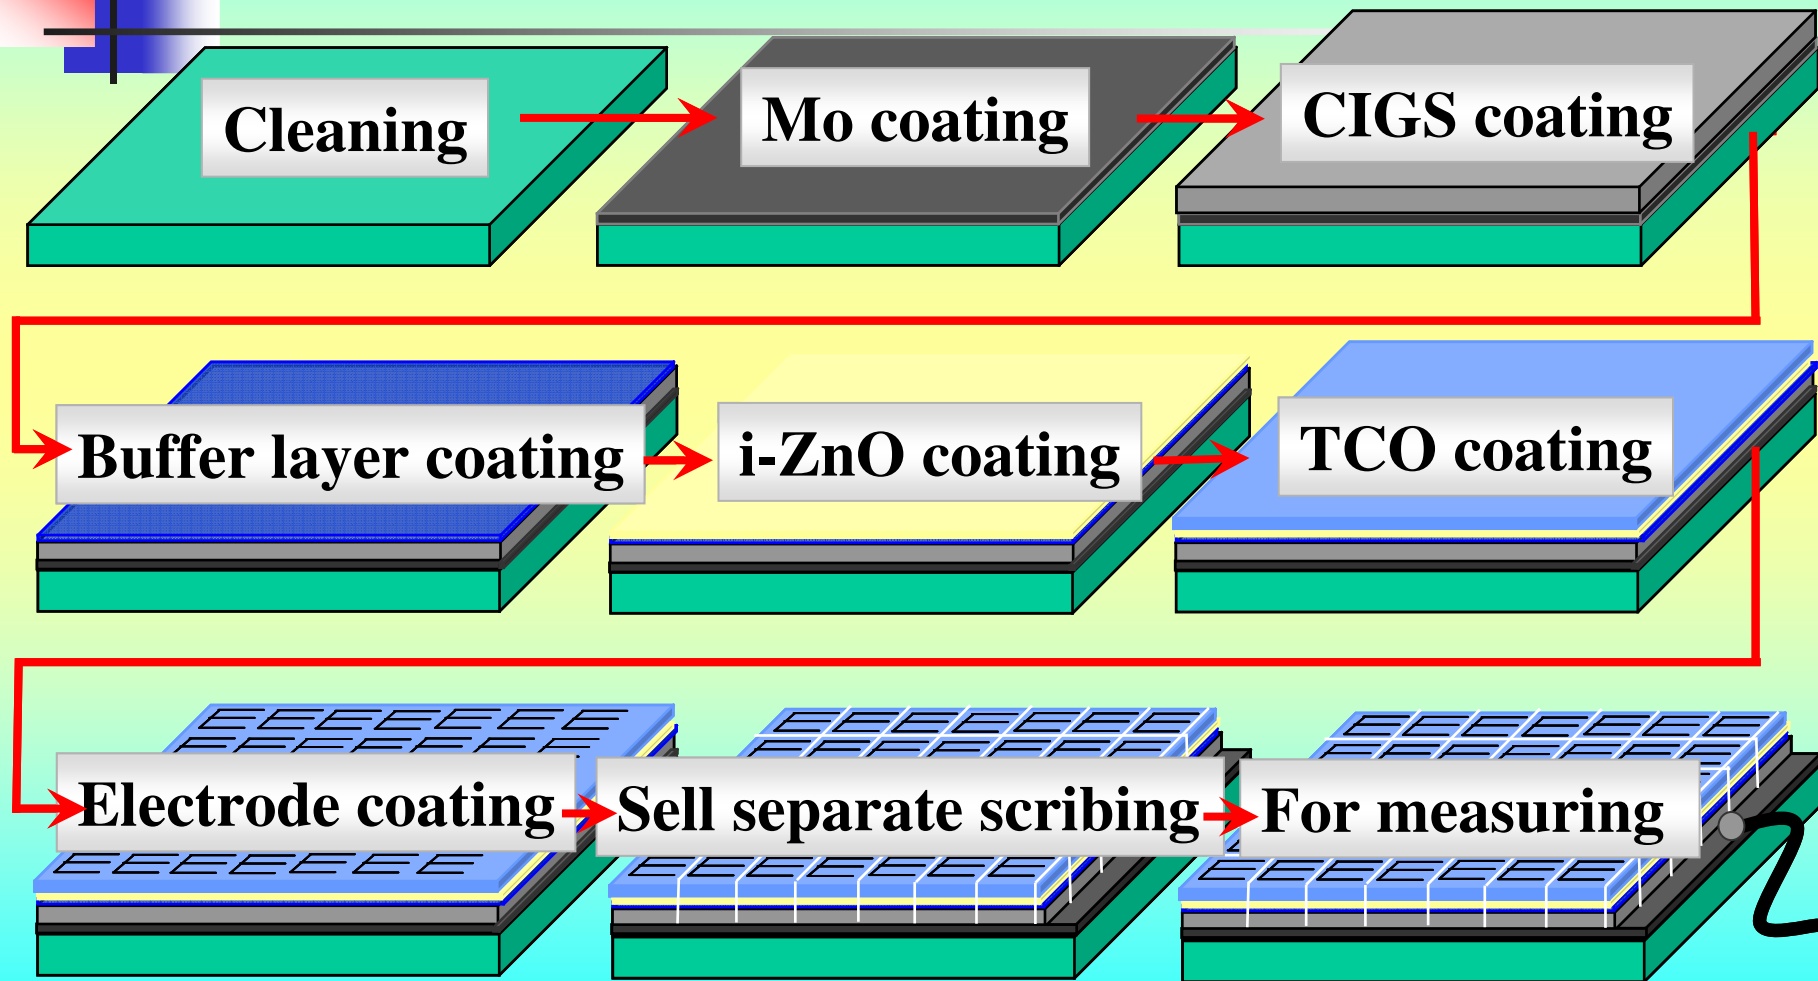 Cleaning
Mo coating
CIGS coating
Buffer layer coating
i-ZnO coating
TCO coating
Electrode coating
Sell separate scribing
For measuring